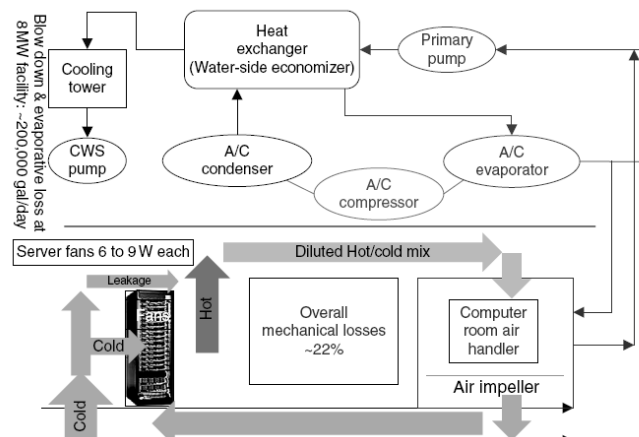 Blow down & evaporative loss at
8 MW facility: ~200,000 gal/day
Cooling
tower
CWS
pump
Heat
exchanger
(Water-side economizer)
Primary
pump
A/C
condenser
A/C
compressor
A/C
evaporator
Server fans 6 to 9 W each
Diluted Hot/cold mix
Leakage
Hot
Cold
Cold
Overall
mechanical losses
~22%
Computer
room air
handler
Air impeller